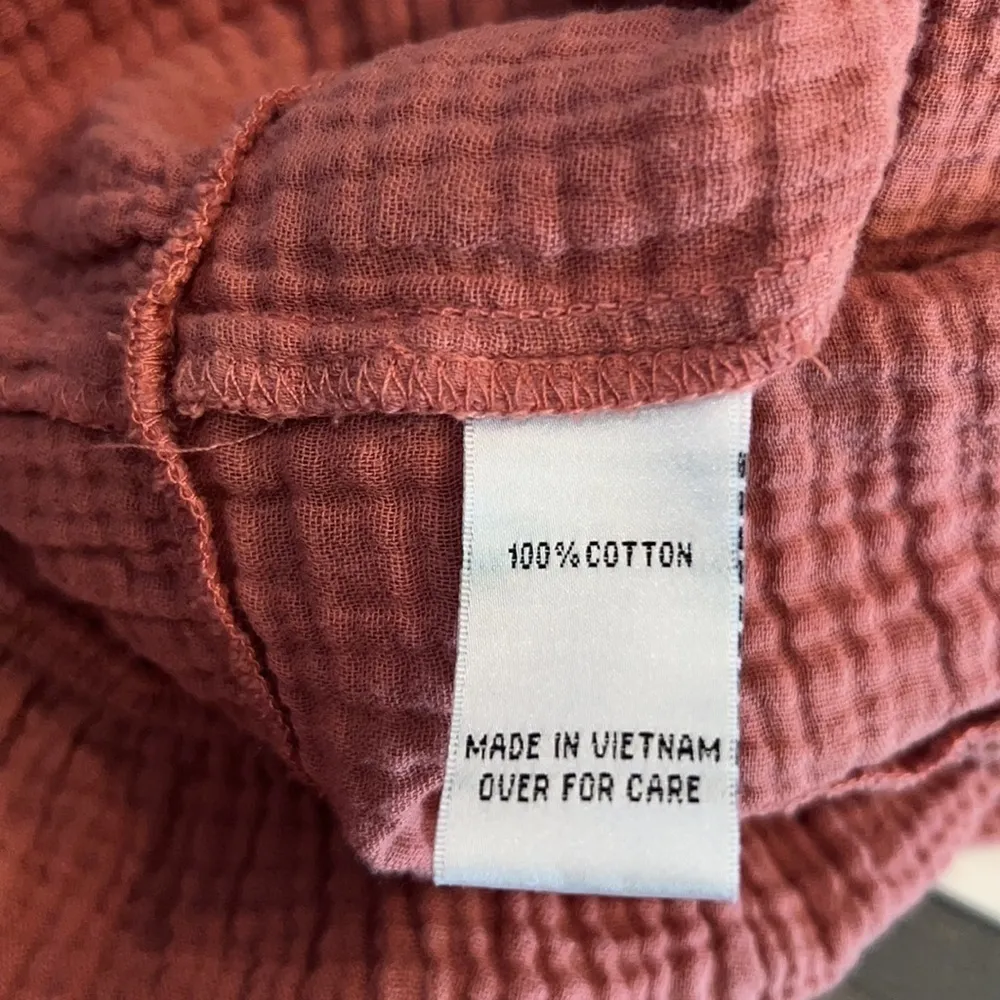 100% COTTON
MADE IN VIETNAM
OVER FOR CARE